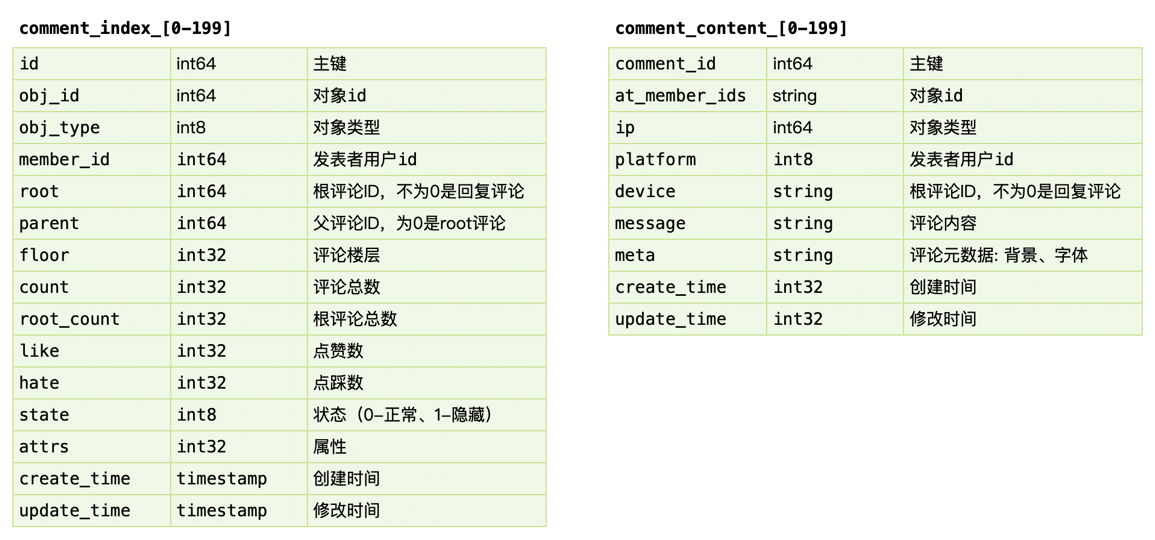 comment_index_[0-199]
id int64 主键
obj_id int64 对象id
obj_type int8 对象类型
member_id int64 发表者用户id
root int64 根评论ID，不为0是回复评论
parent int64 父评论ID，为0是root评论
floor int32 评论楼层
count int32 评论总数
root_count int32 根评论总数
like int32 点赞数
hate int32 点踩数
state int8 状态（0-正常、1-隐藏）
attrs int32 属性
create_time timestamp 创建时间
update_time timestamp 修改时间
comment_content_[0-199]
comment_id int64 主键
at_member_ids string 对象id
ip int64 对象类型
platform int8 发表者用户id
device string 根评论ID，不为0是回复评论
message string 评论内容
meta string 评论元数据: 背景、字体
create_time int32 创建时间
update_time int32 修改时间